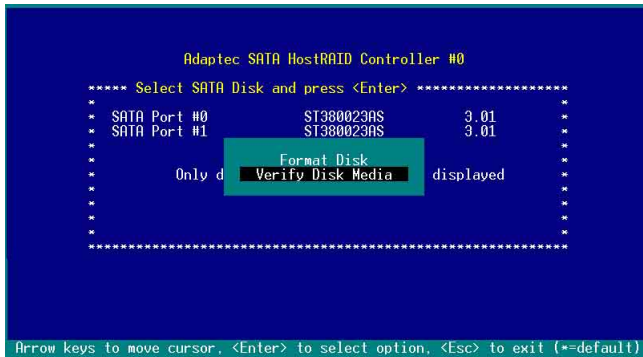 Adaptec SATA HostRAID Controller #0
***** Select SATA Disk and press <Enter> *******************
* SATA Port #0 ST380023AS 3.01 *
* SATA Port #1 ST380023AS 3.01 *
Format Disk
* Only d Verify Disk Media displayed *
************************************************************
Arrow keys to move cursor, <Enter> to select option, <Esc> to exit (*=default)